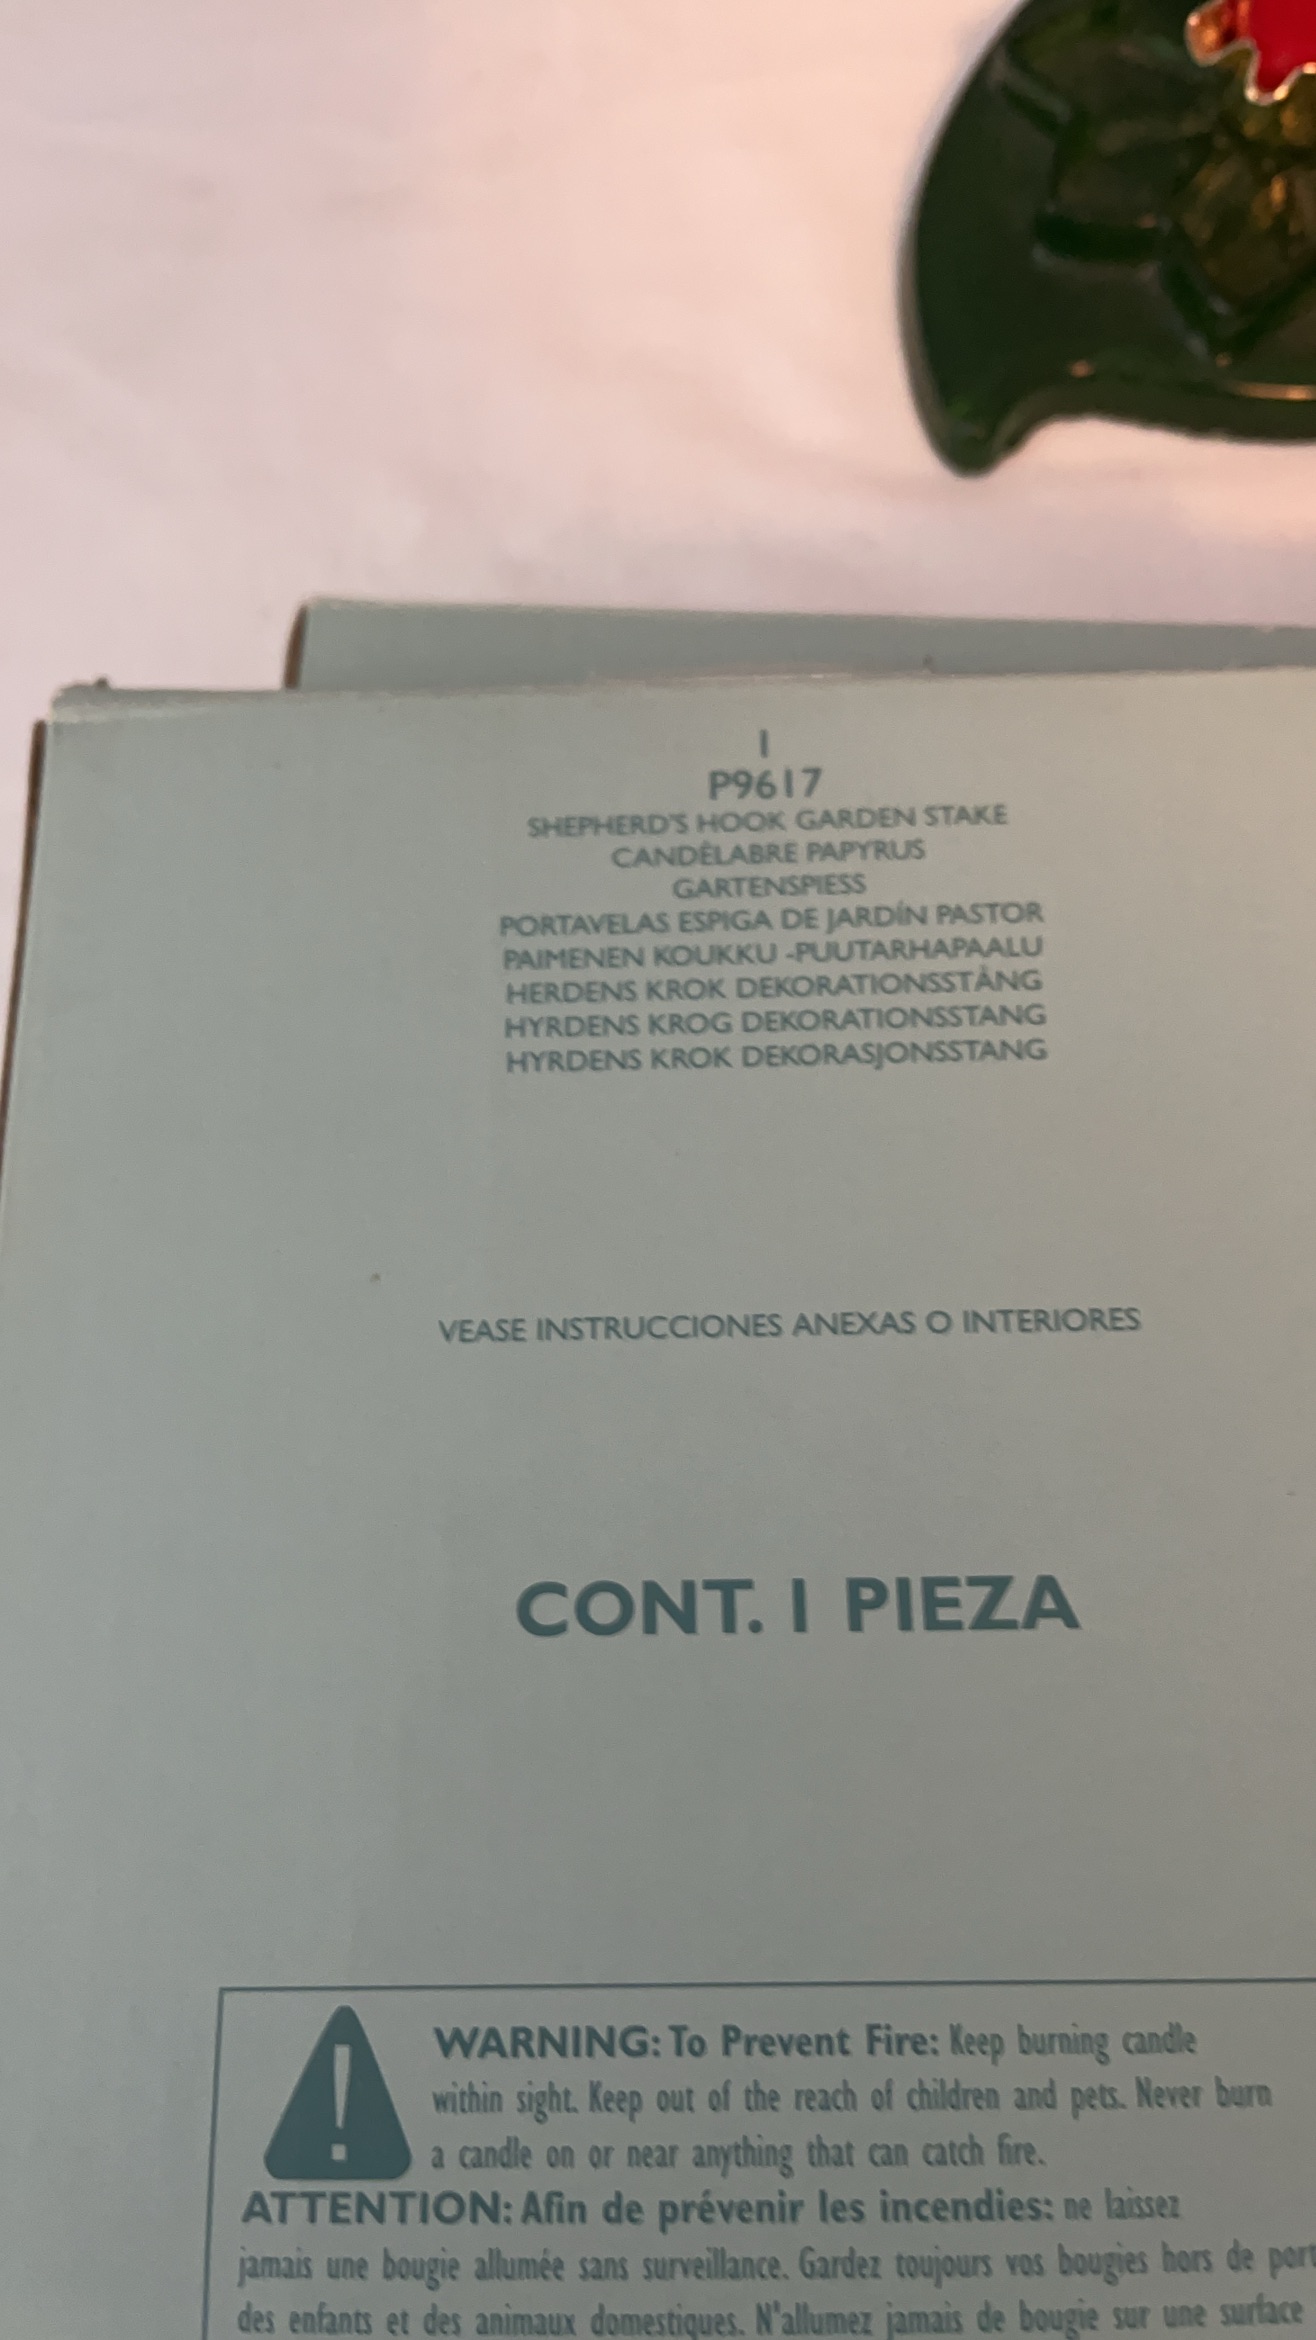 1
P9617
SHEPHERD'S HOOK GARDEN STAKE
CANDÉLABRE PAPYRUS
GARTENSPIESS
PORTAVELAS ESPIGA DE JARDÍN PASTOR
PAIMENEN KOUKKU -PUUTARHAPAALU
HERDENS KROK DEKORATIONSSTÅNG
HYRDENS KROG DEKORATIONSSTANG
HYRDENS KROK DEKORASJONSSTANG
VEASE INSTRUCCIONES ANEXAS O INTERIORES
CONT. 1 PIEZA
WARNING: To Prevent Fire: Keep burning candle
within sight. Keep out of the reach of children and pets. Never burn
a candle on or near anything that can catch fire.
ATTENTION: Afin de prévenir les incendies: ne laissez
jamais une bougie allumée sans surveillance. Gardez toujours vos bougies hors de port
des enfants et des animaux domestiques. N'allumez jamais de bougie sur une surface